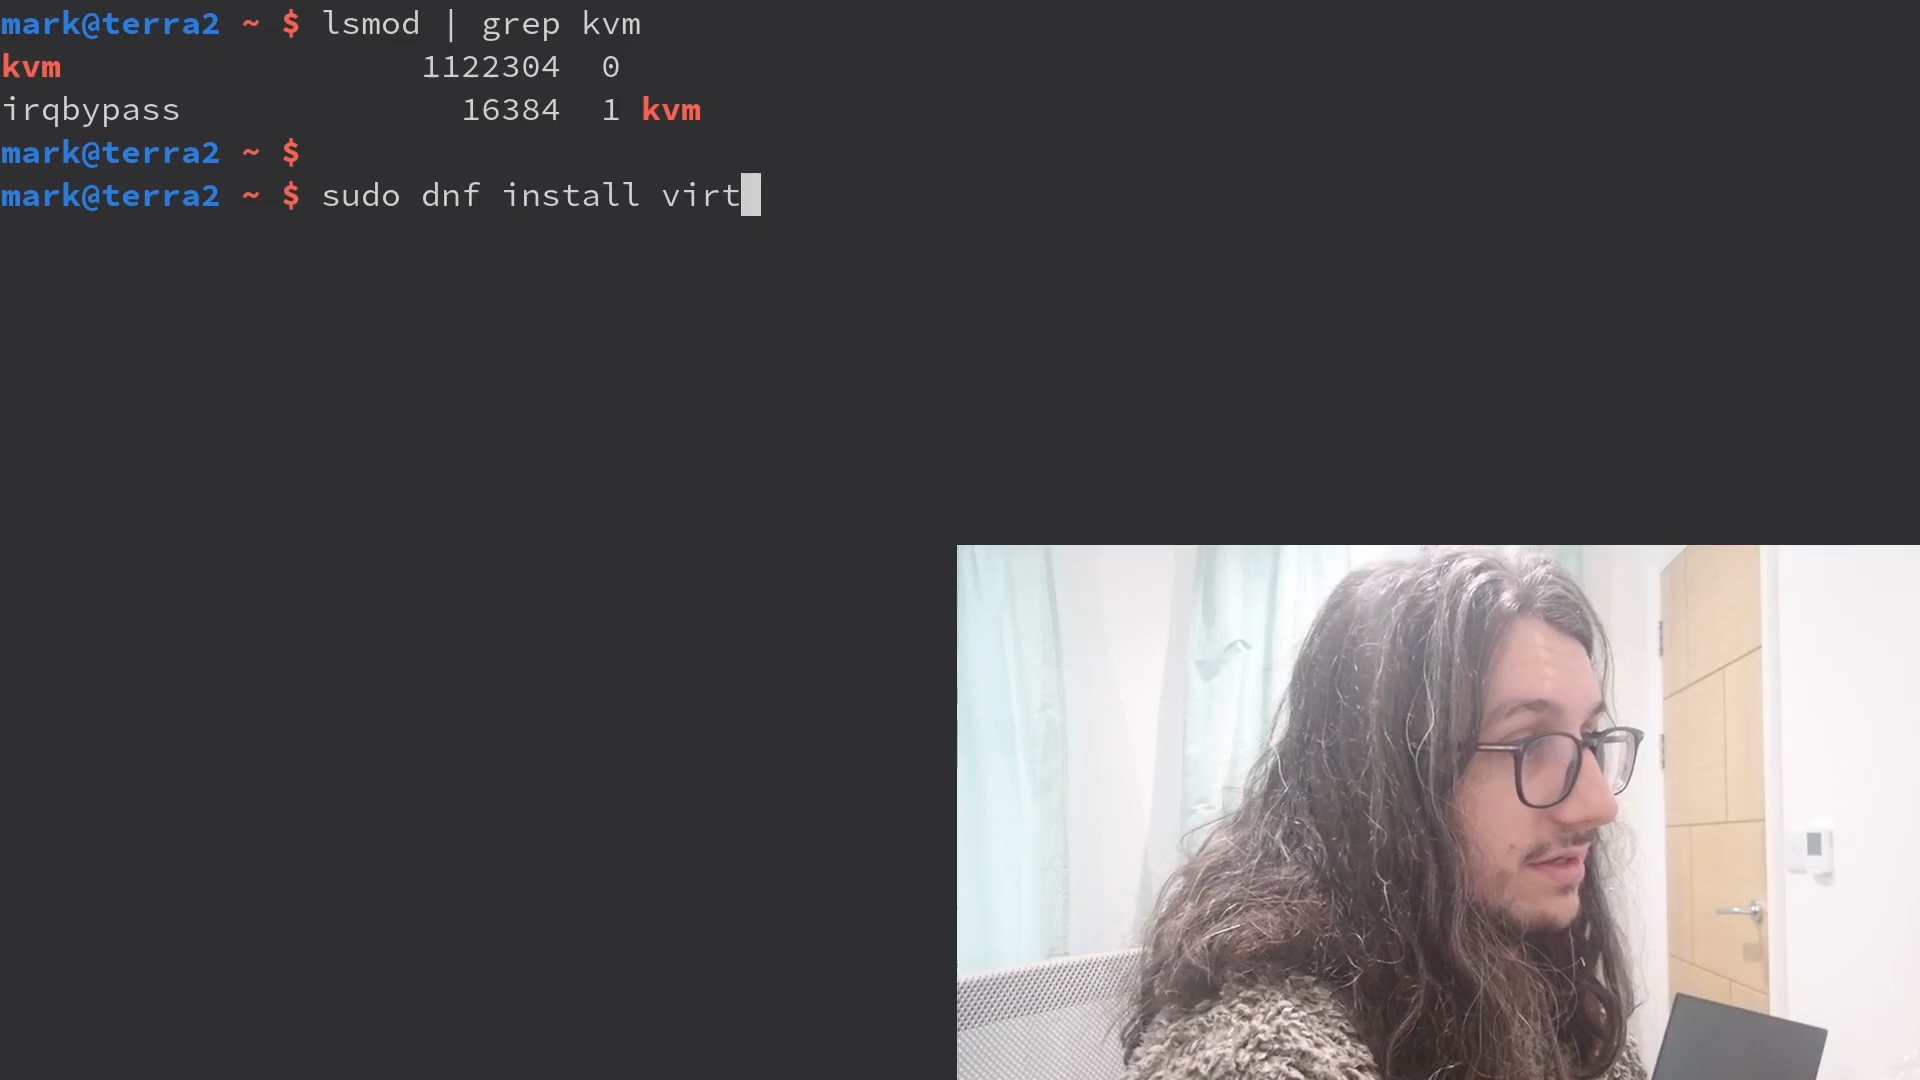 mark@terra2 ~ $ lsmod | grep kvm
kvm                  1122304  0
irqbypass              16384  1 kvm
mark@terra2 ~ $
mark@terra2 ~ $ sudo dnf install virt